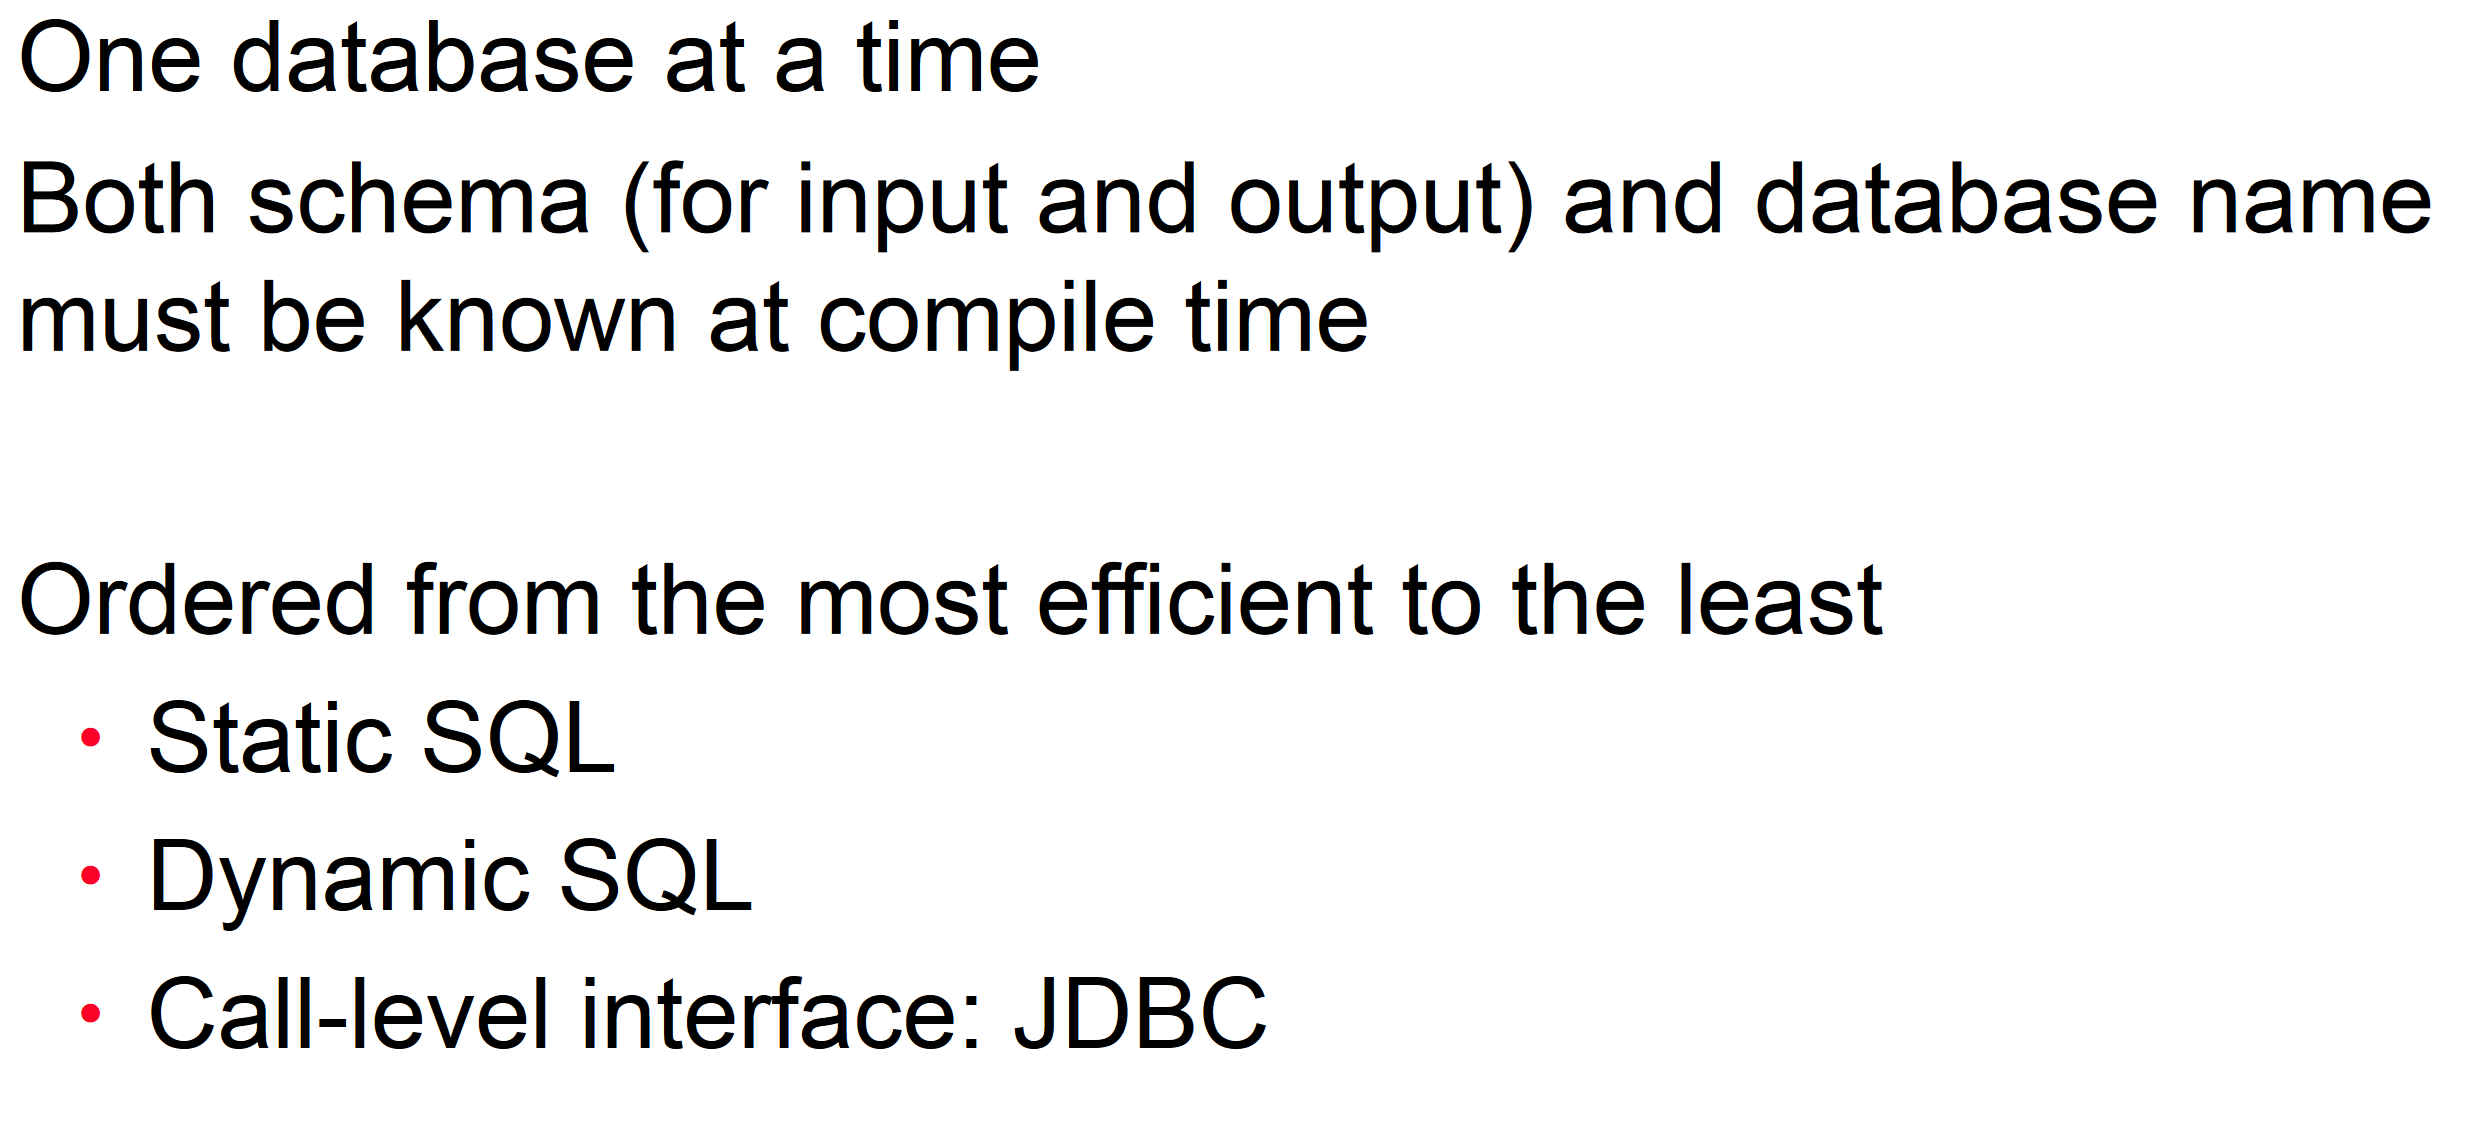 One database at a time
Both schema (for input and output) and database name
must be known at compile time
Ordered from the most efficient to the least
• Static SQL
• Dynamic SQL
• Call-level interface: JDBC